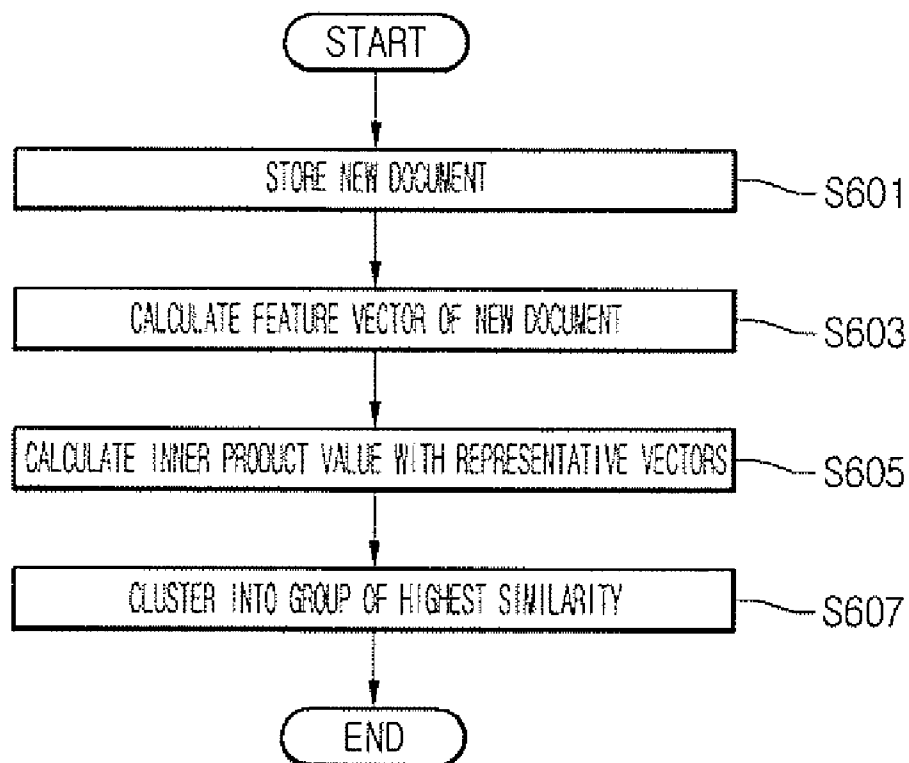 START
STORE NEW DOCUMENT
S601
CALCULATE FEATURE VECTOR OF NEW DOCUMENT
S603
CALCULATE INNER PRODUCT VALUE WITH REPRESENTATIVE VECTORS
S605
CLUSTER INTO GROUP OF HIGHEST SIMILARITY
S607
END